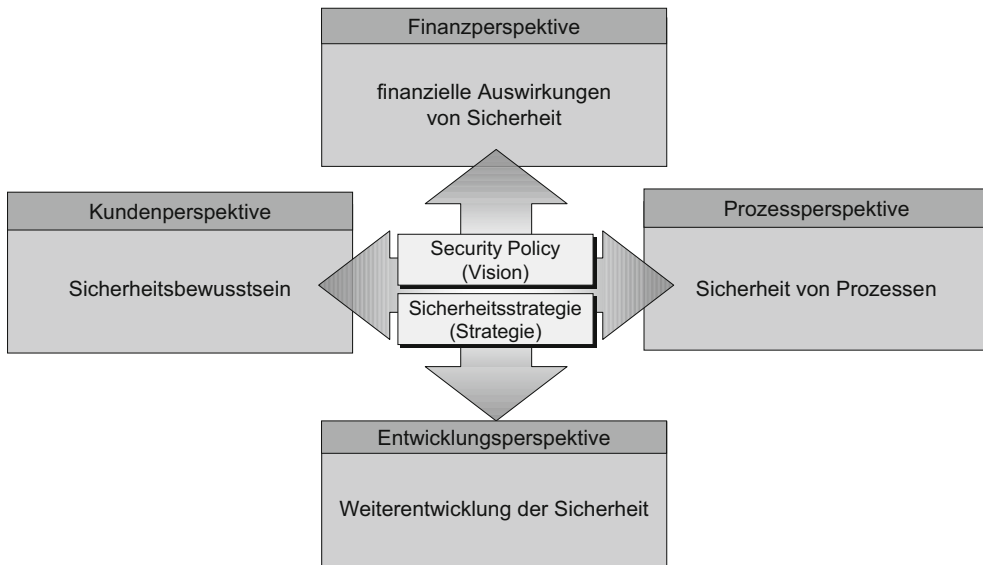 Finanzperspektive
finanzielle Auswirkungen
von Sicherheit
Kundenperspektive
Sicherheitsbewusstsein
Security Policy
(Vision)
Sicherheitsstrategie
(Strategie)
Prozessperspektive
Sicherheit von Prozessen
Entwicklungsperspektive
Weiterentwicklung der Sicherheit